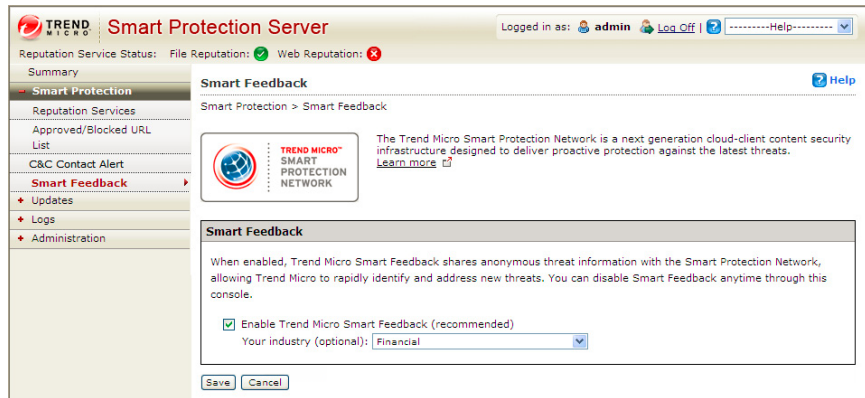 TREND MICRO Smart Protection Server
Logged in as: admin Log Off | ---------Help---------
Reputation Service Status: File Reputation: Web Reputation:
Summary
Smart Protection
Reputation Services
Approved/Blocked URL
List
C&C Contact Alert
Smart Feedback
Updates
Logs
Administration
Smart Feedback
Help
Smart Protection > Smart Feedback
TREND MICRO™
SMART
PROTECTION
NETWORK
The Trend Micro Smart Protection Network is a next generation cloud-client content security
infrastructure designed to deliver proactive protection against the latest threats.
Learn more
Smart Feedback
When enabled, Trend Micro Smart Feedback shares anonymous threat information with the Smart Protection Network,
allowing Trend Micro to rapidly identify and address new threats. You can disable Smart Feedback anytime through this
console.
Enable Trend Micro Smart Feedback (recommended)
Your industry (optional): Financial
Save Cancel